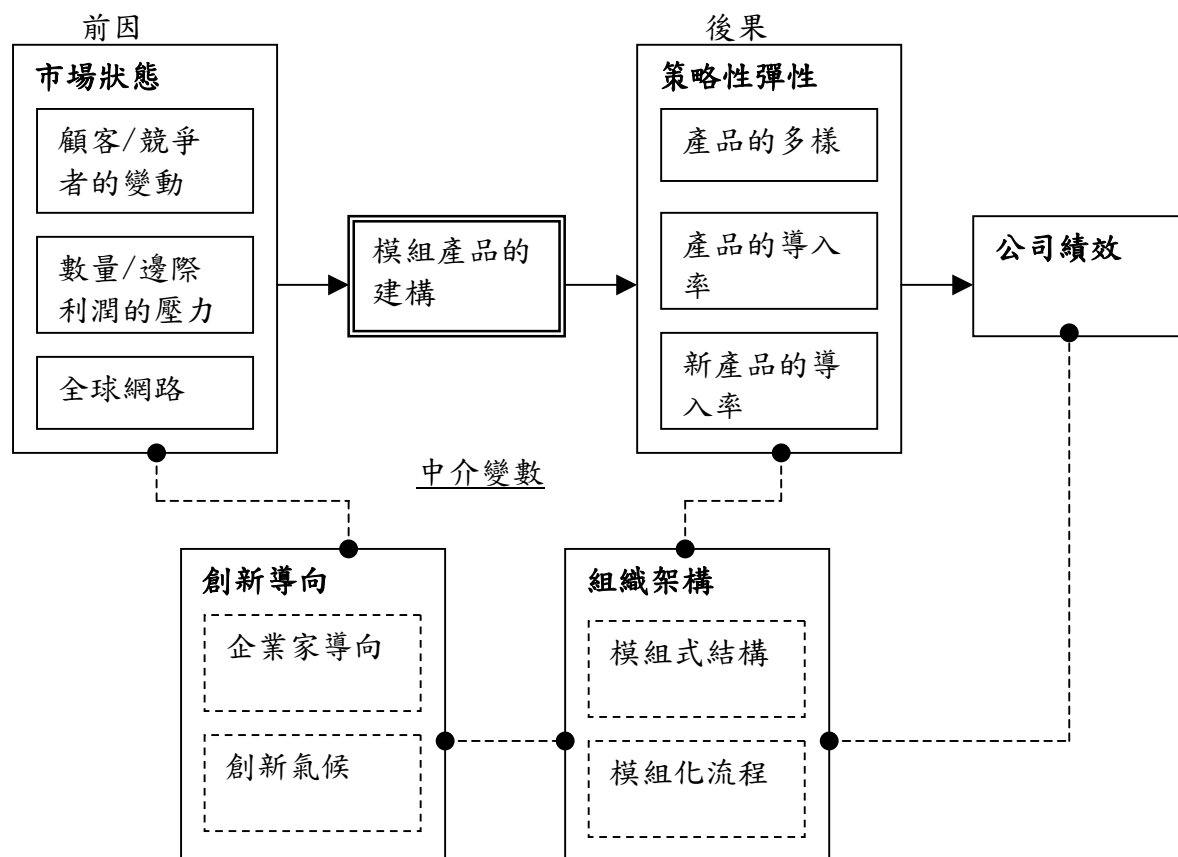 前因
市場狀態
顧客/競爭
者的變動
數量/邊際
利潤的壓力
全球網路
模組產品的
建構
後果
策略性彈性
產品的多樣
產品的導入
率
新產品的導
入率
公司績效
中介變數
創新導向
企業家導向
創新氣候
組織架構
模組式結構
模組化流程